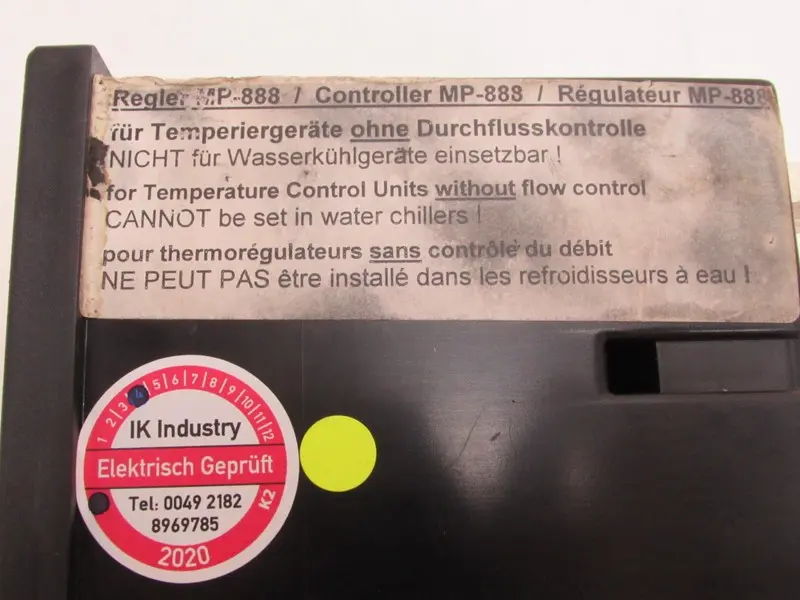 Regler MP-888 / Controller MP-888 / Régulateur MP-888
für Temperiergeräte ohne Durchflusskontrolle
NICHT für Wasserkühlgeräte einsetzbar !
for Temperature Control Units without flow control
CANNOT be set in water chillers !
pour thermorégulateurs sans contrôle du débit
NE PEUT PAS être installé dans les refroidisseurs à eau !
1 2 3 4 5 6 7 8 9 10 11 12
IK Industry
Elektrisch Geprüft
Tel: 0049 2182
8969785
K2
2020